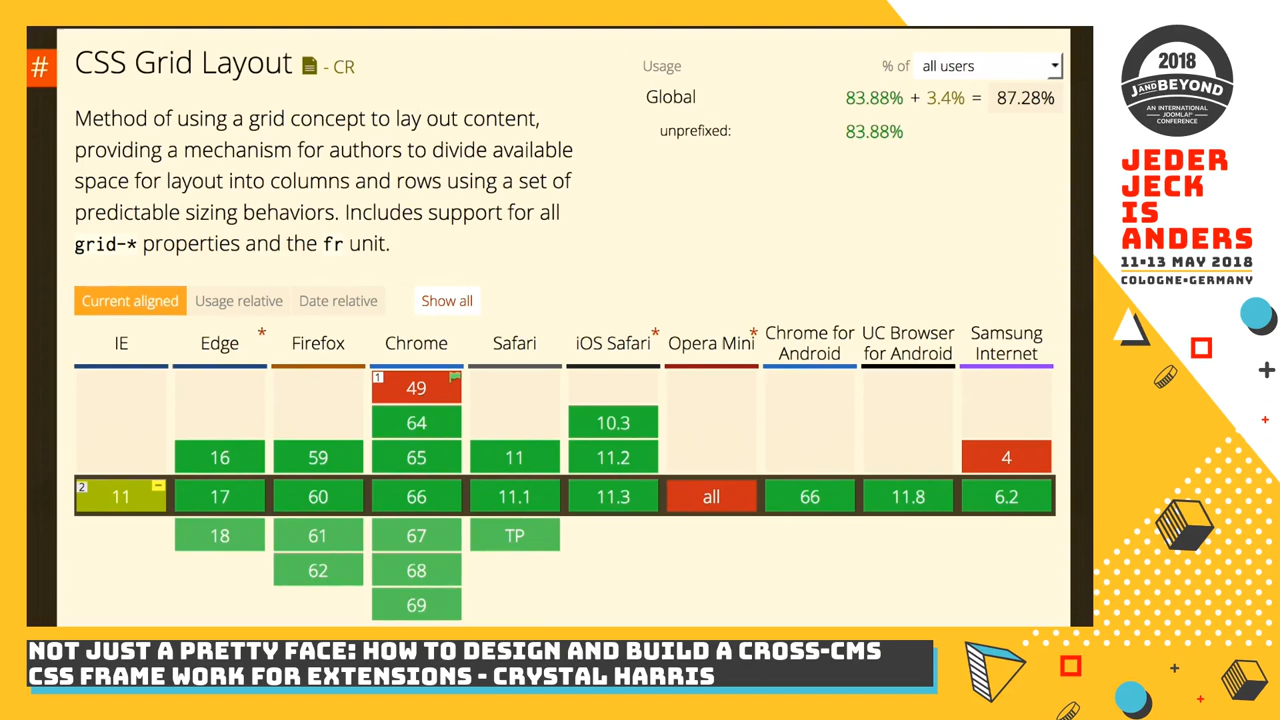 #
CSS Grid Layout - CR
Usage % of all users
Global 83.88% + 3.4% = 87.28%
unprefixed: 83.88%
Method of using a grid concept to lay out content,
providing a mechanism for authors to divide available
space for layout into columns and rows using a set of
predictable sizing behaviors. Includes support for all
grid-* properties and the fr unit.
Current aligned Usage relative Date relative Show all
IE Edge * Firefox Chrome Safari iOS Safari * Opera Mini * Chrome for Android UC Browser for Android Samsung Internet
1 49
64 10.3
16 59 65 11 11.2 4
2 11 17 60 66 11.1 11.3 all 66 11.8 6.2
18 61 67 TP
62 68
69
2018
J AND BEYOND
AN INTERNATIONAL
JOOMLA!
CONFERENCE
JEDER
JECK
IS
ANDERS
11-13 MAY 2018
COLOGNE-GERMANY
NOT JUST A PRETTY FACE: HOW TO DESIGN AND BUILD A CROSS-CMS
CSS FRAME WORK FOR EXTENSIONS - CRYSTAL HARRIS